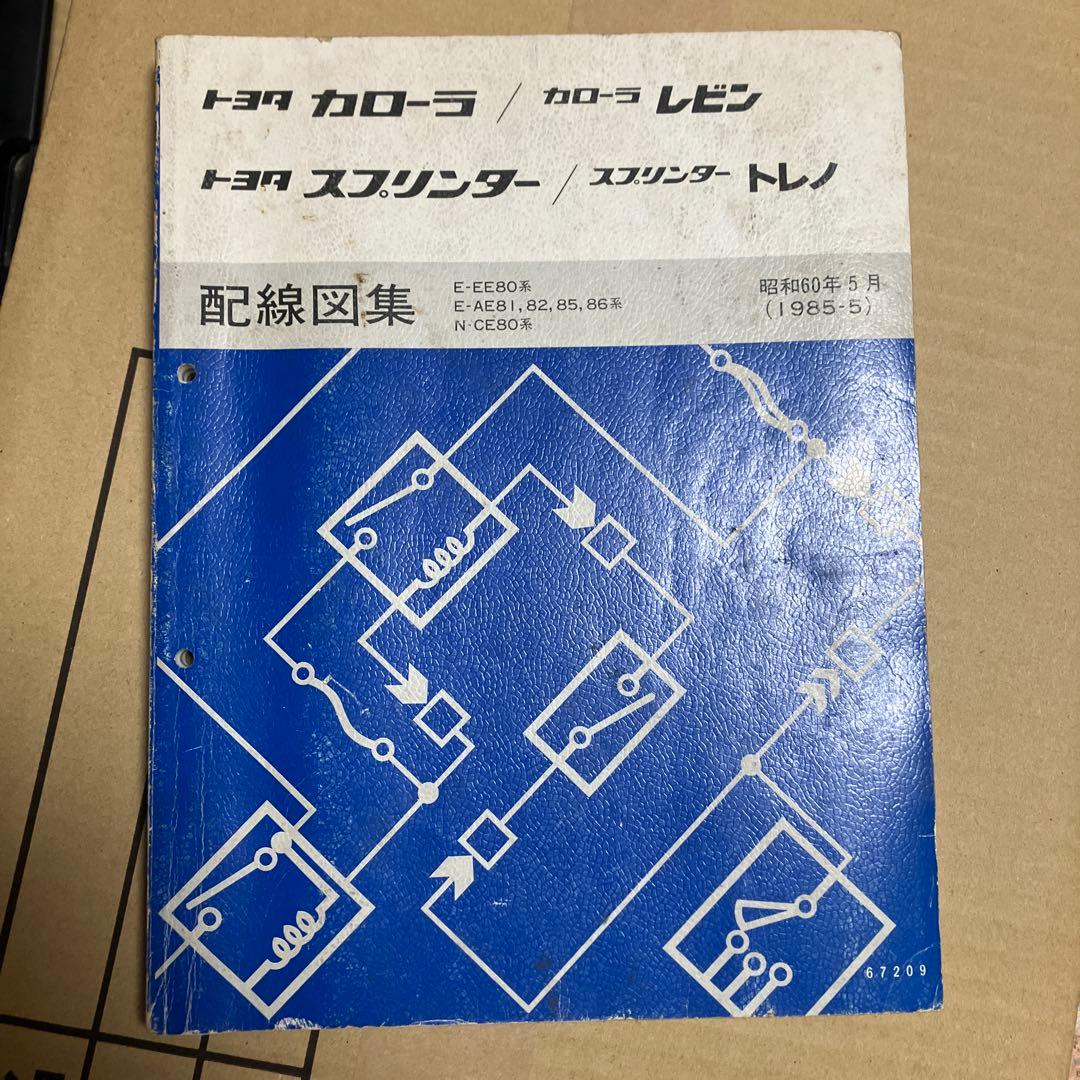 トヨタ カローラ / カローラ レビン
トヨタ スプリンター / スプリンター トレノ
配線図集
E-EE80系
E-AE81,82,85,86系
N-CE80系
昭和60年5月
(1985-5)
67209